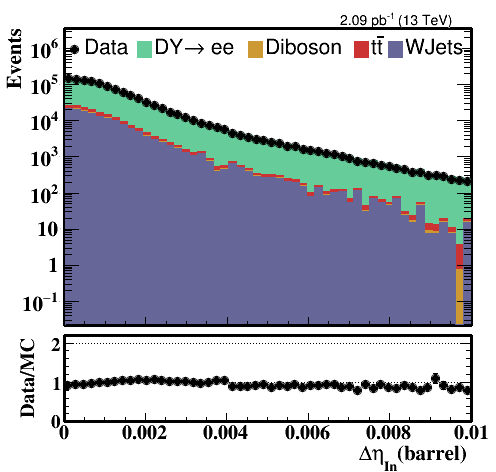 2.09 pb⁻¹ (13 TeV)
Events
Data DY→ ee Diboson tt̄ WJets
10⁶
10⁵
10⁴
10³
10²
10
1
10⁻¹
Data/MC
2
1
0
0 0.002 0.004 0.006 0.008 0.01
Δη_In (barrel)